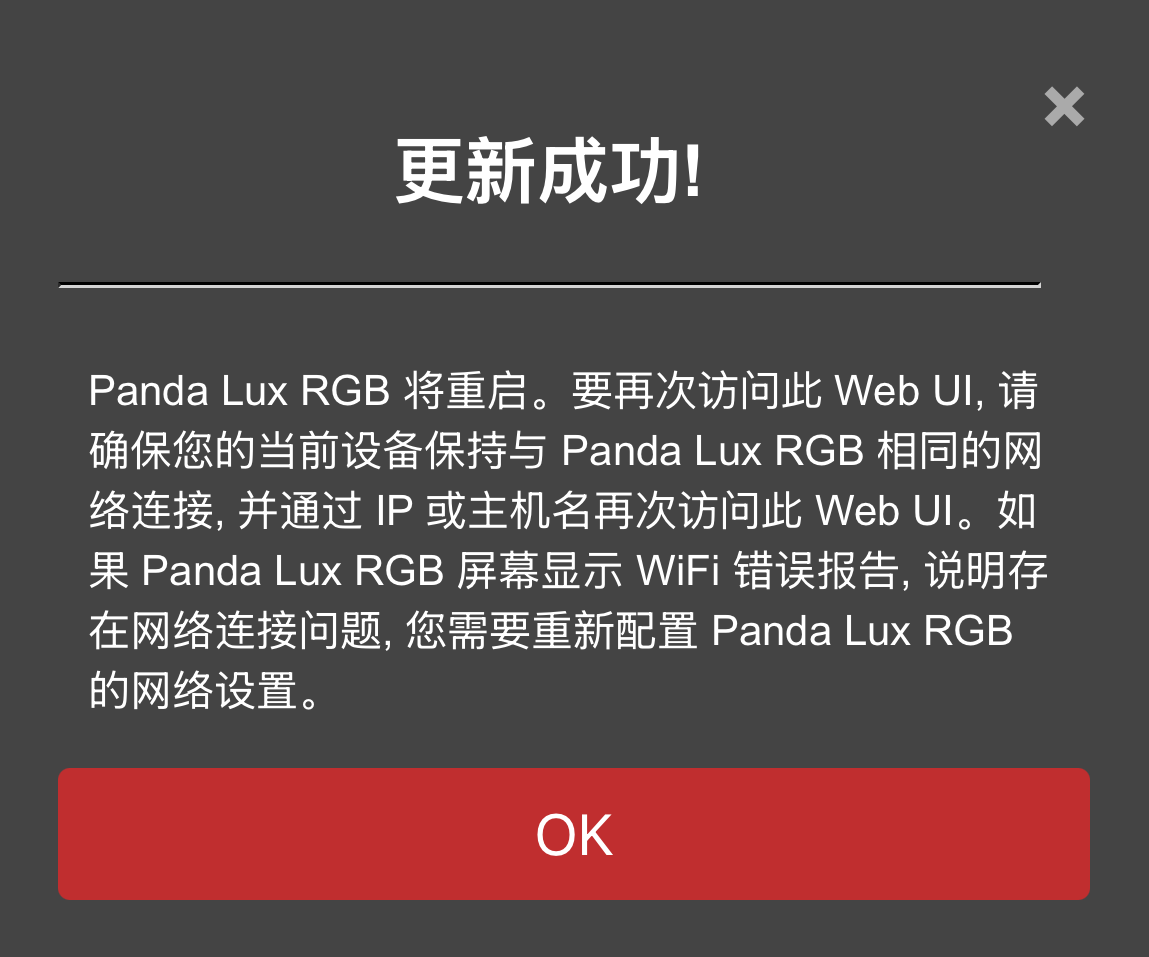 更新成功!
Panda Lux RGB 将重启。要再次访问此 Web UI, 请
确保您的当前设备保持与 Panda Lux RGB 相同的网
络连接, 并通过 IP 或主机名再次访问此 Web UI。如
果 Panda Lux RGB 屏幕显示 WiFi 错误报告, 说明存
在网络连接问题, 您需要重新配置 Panda Lux RGB
的网络设置。
OK